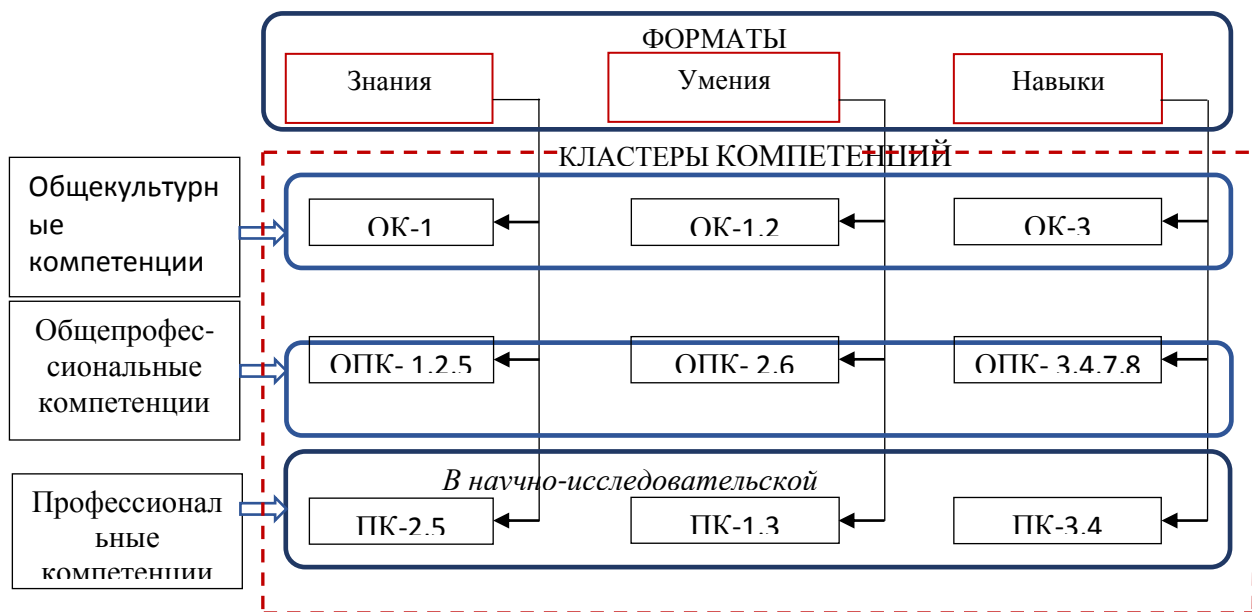 ФОРМАТЫ
Знания
Умения
Навыки
КЛАСТЕРЫ КОМПЕТЕНЦИЙ
Общекультурн
ые
компетенции
ОК-1
ОК-1,2
ОК-3
Общепрофес-
сиональные
компетенции
ОПК- 1,2,5
ОПК- 2,6
ОПК- 3,4,7,8
В научно-исследовательской
Профессионал
ьные
компетенции
ПК-2,5
ПК-1,3
ПК-3,4